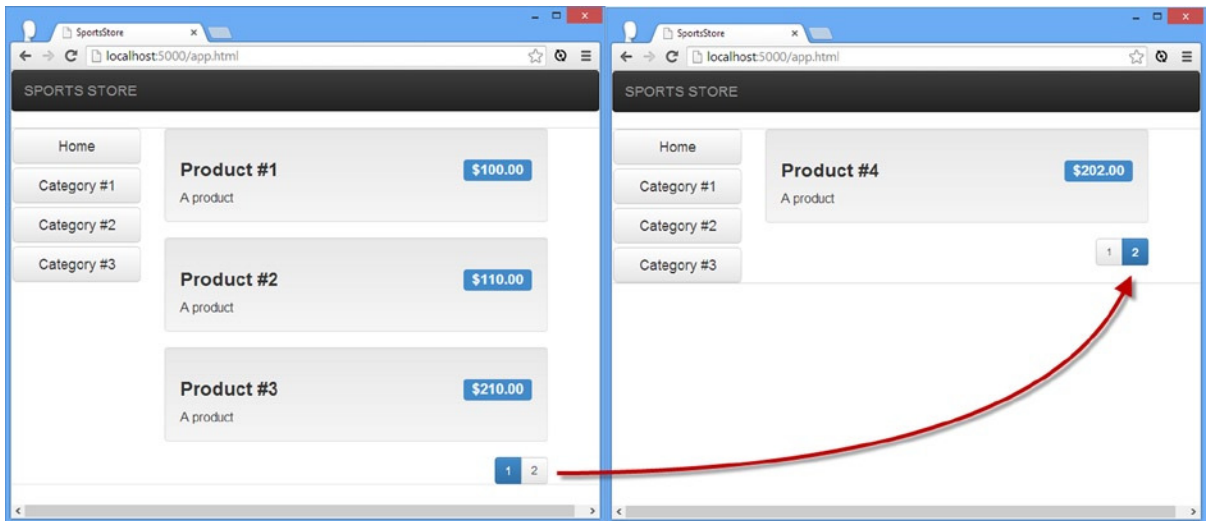 SportsStore
localhost:5000/app.html
SPORTS STORE
Home
Category #1
Category #2
Category #3
Product #1
$100.00
A product
Product #2
$110.00
A product
Product #3
$210.00
A product
1 2
SportsStore
localhost:5000/app.html
SPORTS STORE
Home
Category #1
Category #2
Category #3
Product #4
$202.00
A product
1 2